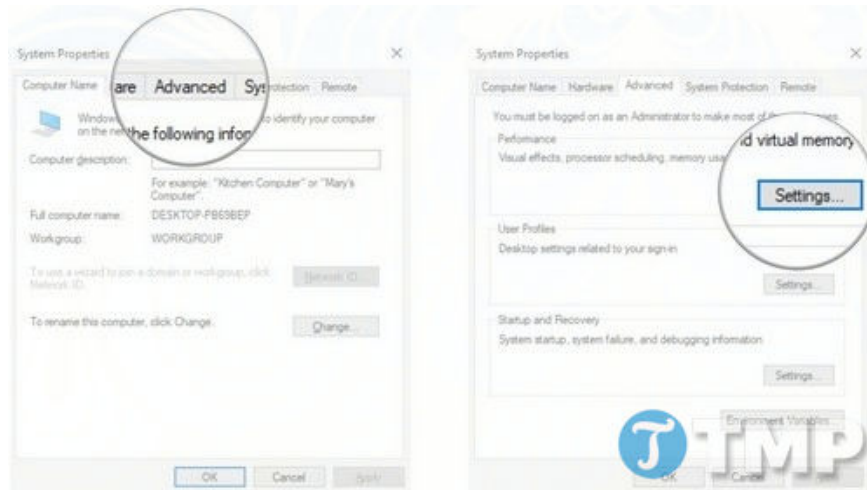 System Properties
Computer Name
are Advanced Sys
otection Remote
Window
o identify your computer
on the ne
the following infor
Computer description:
For example: "Kitchen Computer" or "Mary's
Computer".
Full computer name: DESKTOP-PB69BEP
Workgroup: WORKGROUP
To use a wizard to join a domain or workgroup, click
Network ID.
Network ID...
To rename this computer, click Change.
Change...
OK Cancel Apply
System Properties
Computer Name Hardware Advanced System Protection Remote
You must be logged on as an Administrator to make most of these changes.
Performance
Visual effects, processor scheduling, memory usa
d virtual memory
Settings...
User Profiles
Desktop settings related to your sign-in
Settings...
Startup and Recovery
System startup, system failure, and debugging information
Settings...
Environment Variables...
OK Cancel
TMP